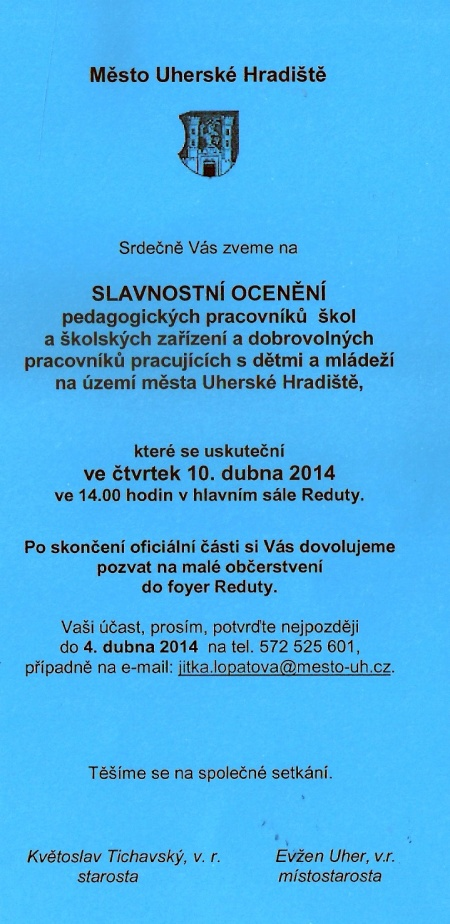 Město Uherské Hradiště
Srdečně Vás zveme na
SLAVNOSTNÍ OCENĚNÍ
pedagogických pracovníků škol
a školských zařízení a dobrovolných
pracovníků pracujících s dětmi a mládeží
na území města Uherské Hradiště,
které se uskuteční
ve čtvrtek 10. dubna 2014
ve 14.00 hodin v hlavním sále Reduty.
Po skončení oficiální části si Vás dovolujeme
pozvat na malé občerstvení
do foyer Reduty.
Vaši účast, prosím, potvrďte nejpozději
do 4. dubna 2014 na tel. 572 525 601,
případně na e-mail: jitka.lopatova@mesto-uh.cz.
Těšíme se na společné setkání.
Květoslav Tichavský, v. r. Evžen Uher, v.r.
starosta místostarosta